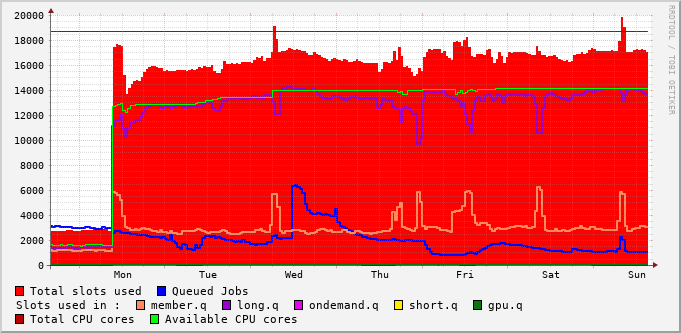 20000
18000
16000
14000
12000
10000
8000
6000
4000
2000
0
Mon Tue Wed Thu Fri Sat Sun
Total slots used Queued Jobs
Slots used in : member.q long.q ondemand.q short.q gpu.q
Total CPU cores Available CPU cores
RRDTOOL / TOBI OETIKER